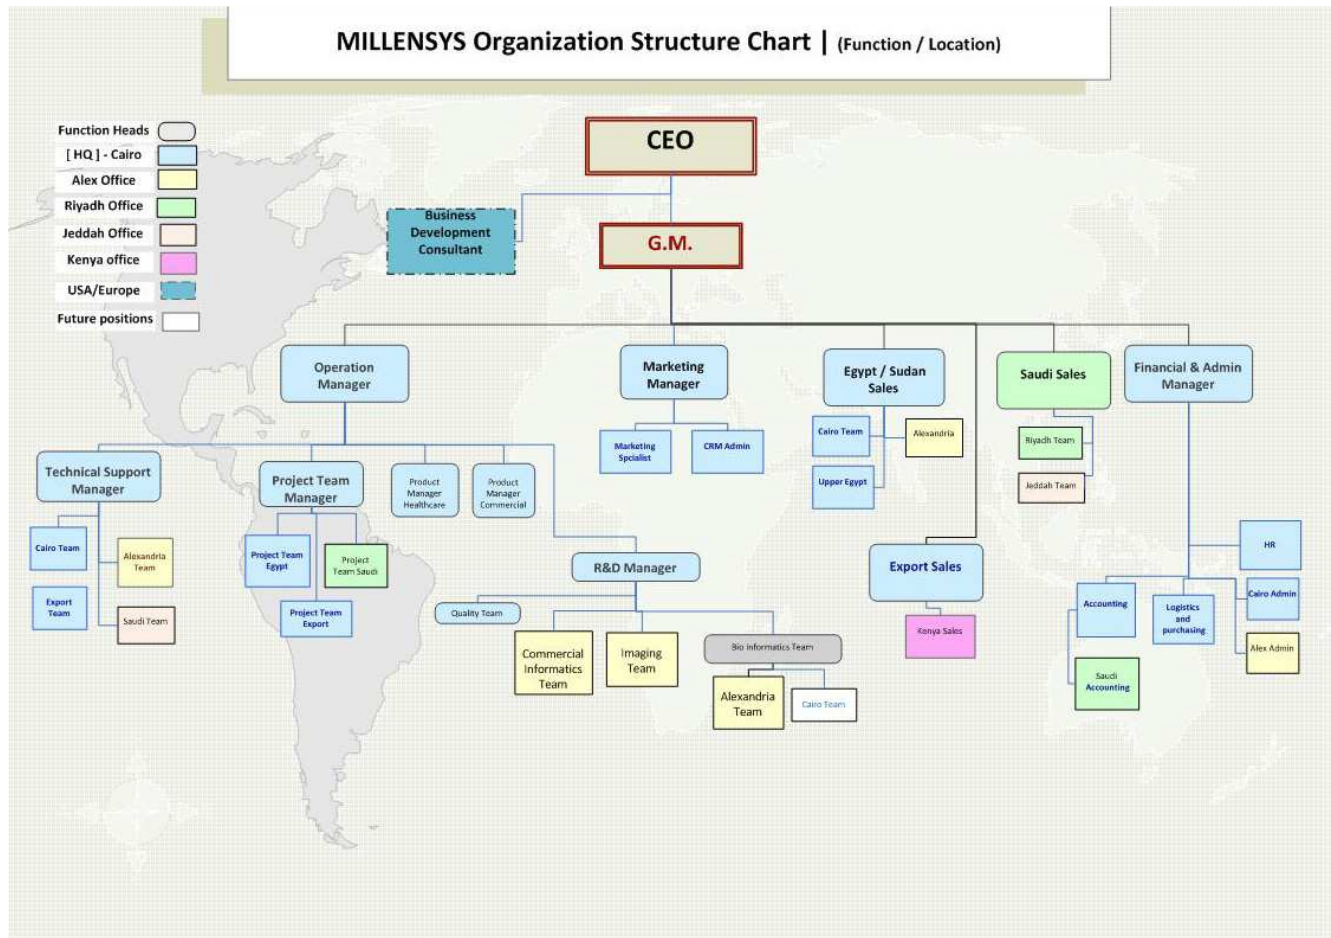 MILLENSYS Organization Structure Chart | (Function / Location)
Function Heads
[ HQ ] - Cairo
Alex Office
Riyadh Office
Jeddah Office
Kenya office
USA/Europe
Future positions
CEO
Business
Development
Consultant
G.M.
Operation
Manager
Marketing
Manager
Egypt / Sudan
Sales
Saudi Sales
Financial & Admin
Manager
Marketing
Spcialist
CRM Admin
Cairo Team
Alexandria
Upper Egypt
Riyadh Team
Jeddah Team
Technical Support
Manager
Project Team
Manager
Product
Manager
Healthcare
Product
Manager
Commercial
Cairo Team
Alexandria
Team
Export
Team
Saudi Team
Project Team
Egypt
Project
Team Saudi
Project Team
Export
R&D Manager
Quality Team
Commercial
Informatics
Team
Imaging
Team
Bio Informatics Team
Alexandria
Team
Cairo Team
Export Sales
Kenya Sales
HR
Accounting
Logistics
and
purchasing
Cairo Admin
Alex Admin
Saudi
Accounting